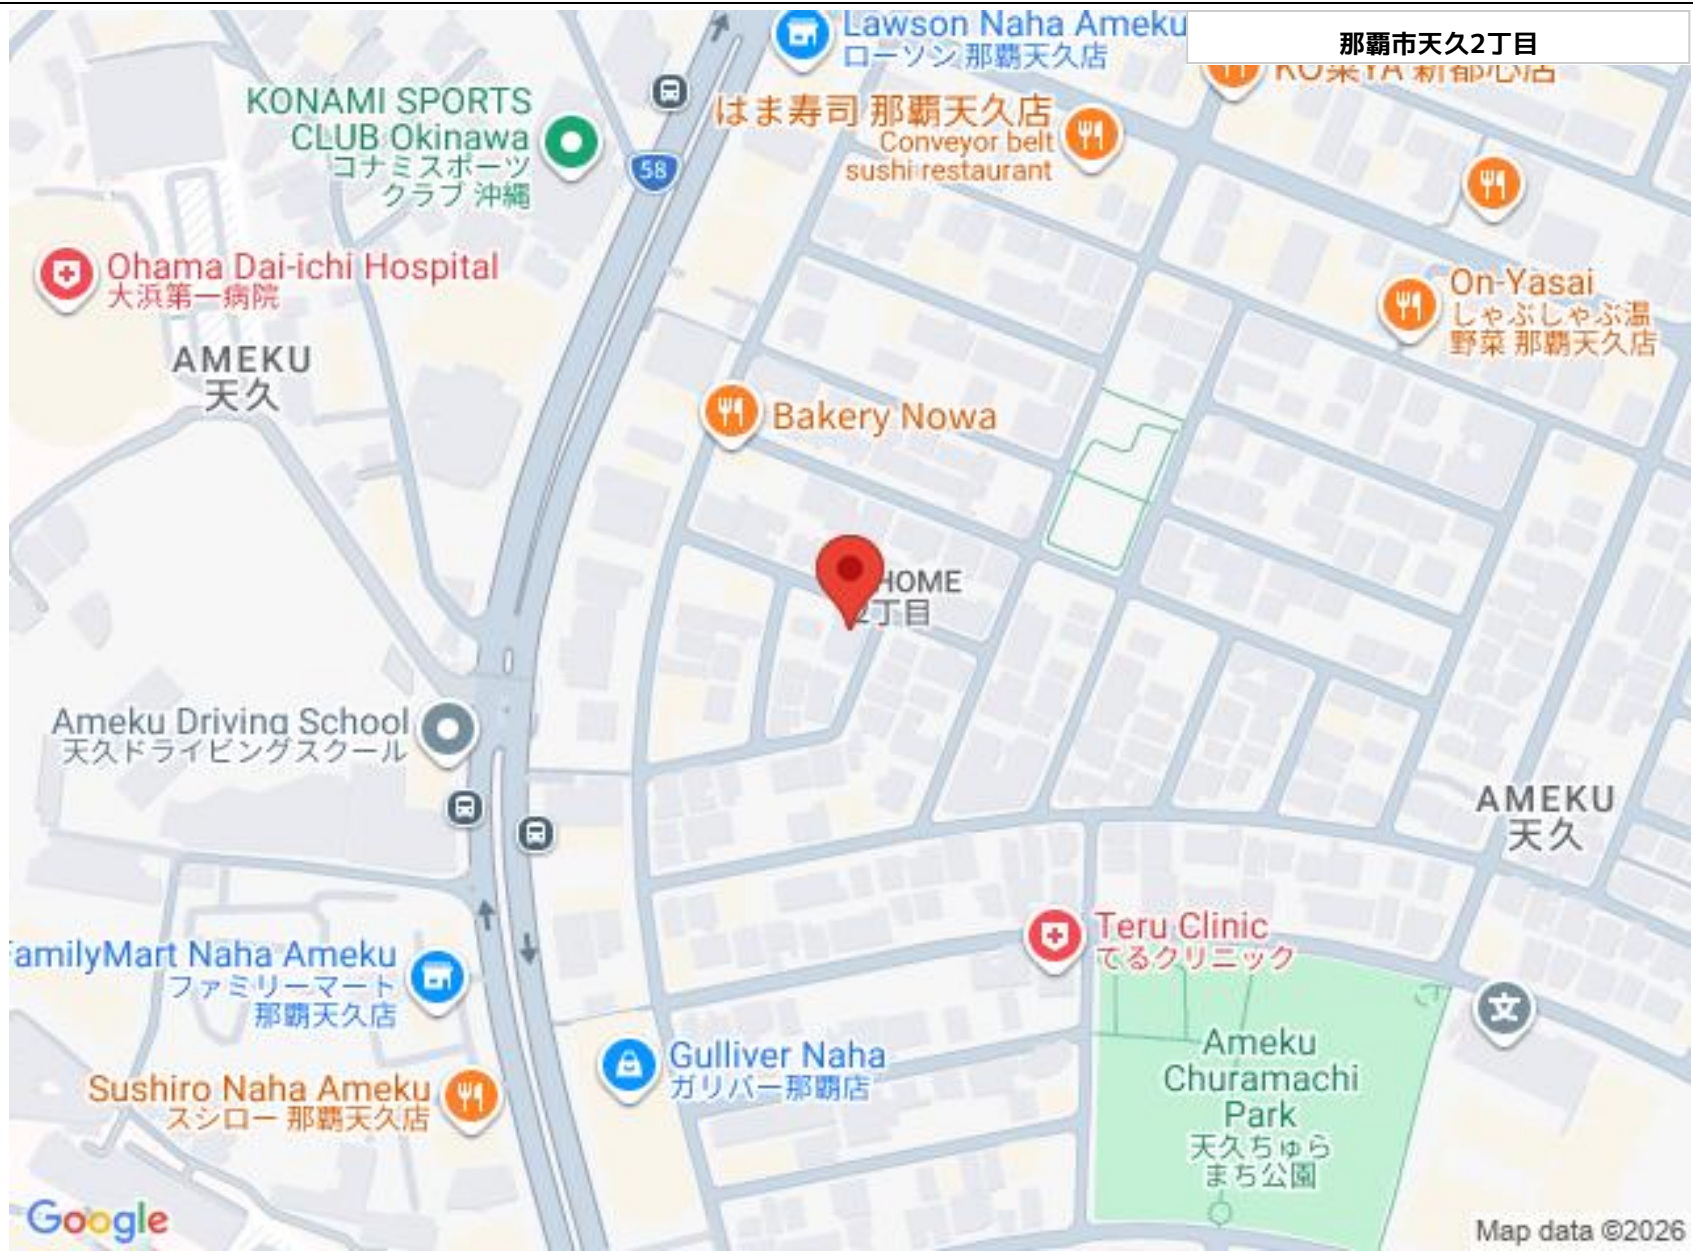 Lawson Naha Ameku
ローソン 那覇天久店
那覇市天久2丁目
KONAMI SPORTS
CLUB Okinawa
コナミスポーツ
クラブ 沖縄
58
はま寿司 那覇天久店
Conveyor belt
sushi restaurant
Ohama Dai-ichi Hospital
大浜第一病院
On-Yasai
しゃぶしゃぶ温
野菜 那覇天久店
AMEKU
天久
Bakery Nowa
HOME
2丁目
Ameku Driving School
天久ドライビングスクール
AMEKU
天久
Teru Clinic
てるクリニック
amilyMart Naha Ameku
ファミリーマート
那覇天久店
文
Gulliver Naha
ガリバー那覇店
Ameku
Churamachi
Park
天久ちゅら
まち公園
Sushiro Naha Ameku
スシロー 那覇天久店
Google
Map data ©2026